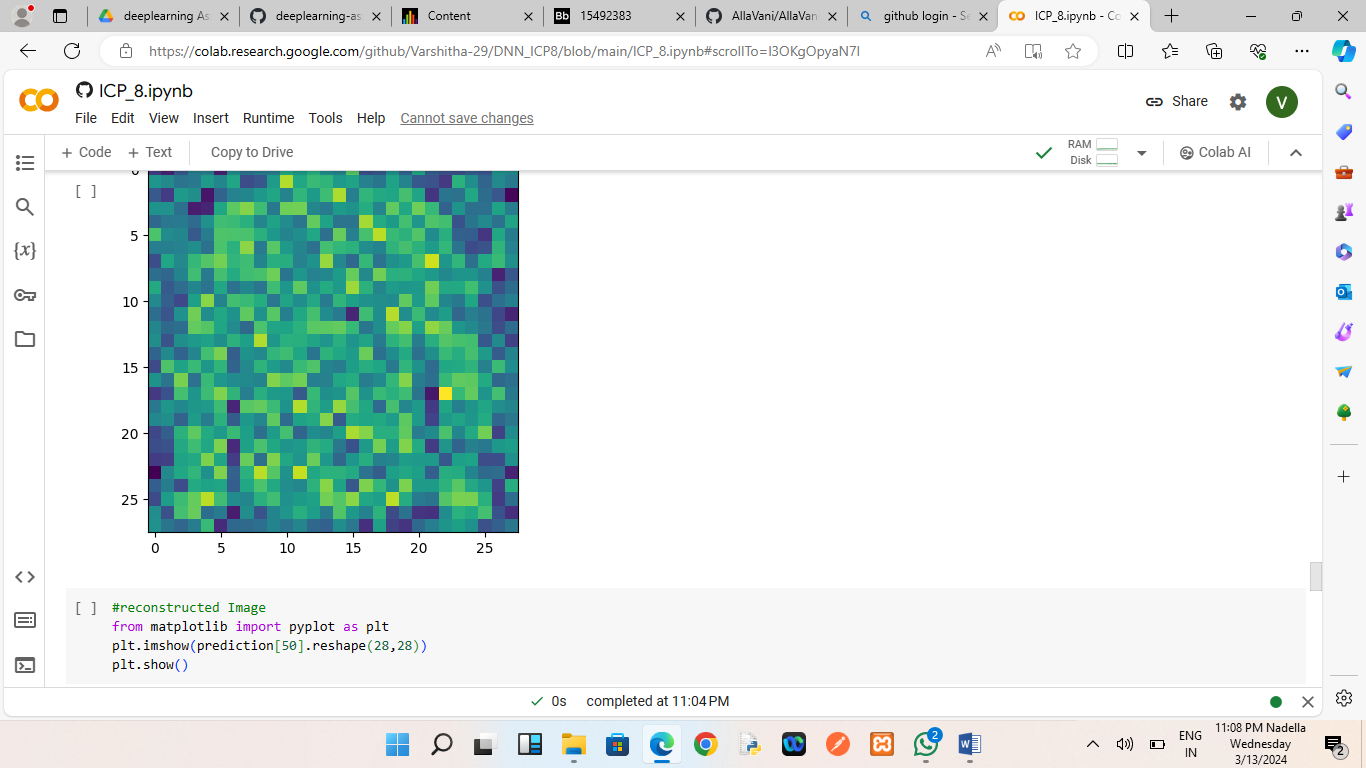 deeplearning As
deeplearning-as
Content
Bb 15492383
AllaVani/AllaVan
github login - Se
ICP_8.ipynb - Co
https://colab.research.google.com/github/Varshitha-29/DNN_ICP8/blob/main/ICP_8.ipynb#scrollTo=I3OKgOpyaN7I
ICP_8.ipynb
Share
V
File Edit View Insert Runtime Tools Help Cannot save changes
+ Code + Text Copy to Drive
RAM
Disk
Colab AI
{x}
[ ]
0
5
10
15
20
25
0 5 10 15 20 25
[ ] #reconstructed Image
from matplotlib import pyplot as plt
plt.imshow(prediction[50].reshape(28,28))
plt.show()
0s completed at 11:04 PM
2
ENG
IN
11:08 PM Nadella
Wednesday
3/13/2024
2